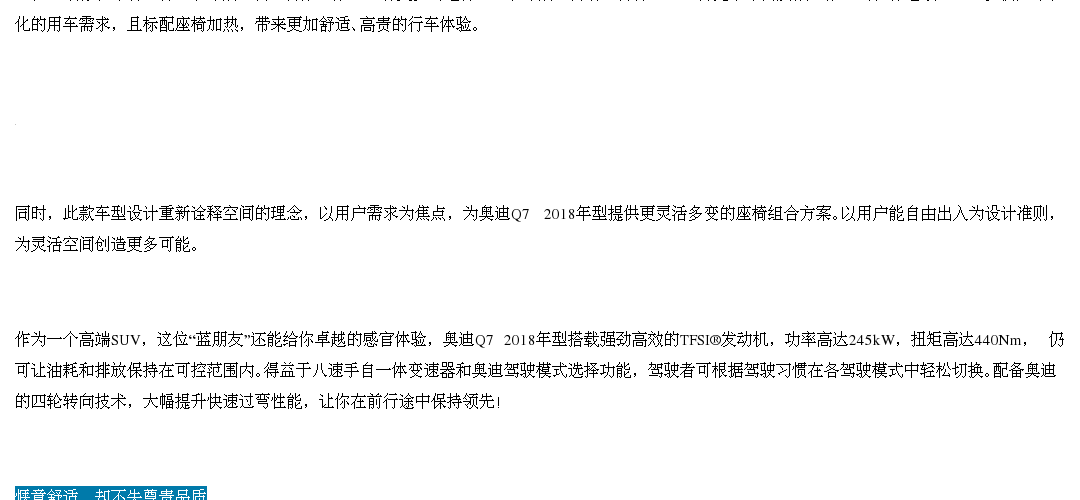 化的用车需求，且标配座椅加热，带来更加舒适、高贵的行车体验。
同时，此款车型设计重新诠释空间的理念，以用户需求为焦点，为奥迪Q7 2018年型提供更灵活多变的座椅组合方案。以用户能自由出入为设计准则，
为灵活空间创造更多可能。
作为一个高端SUV，这位“蓝朋友”还能给你卓越的感官体验，奥迪Q7 2018年型搭载强劲高效的TFSI®发动机，功率高达245kW，扭矩高达440Nm， 仍
可让油耗和排放保持在可控范围内。得益于八速手自一体变速器和奥迪驾驶模式选择功能，驾驶者可根据驾驶习惯在各驾驶模式中轻松切换。配备奥迪
的四轮转向技术，大幅提升快速过弯性能，让你在前行途中保持领先！
惬意舒适 却不失尊贵品质